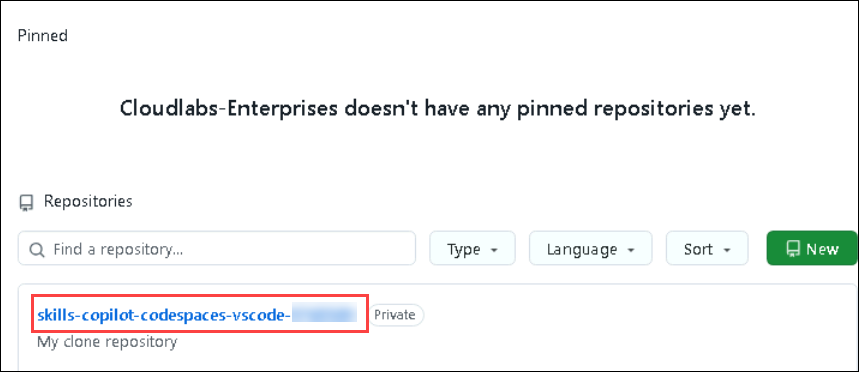 Pinned
Cloudlabs-Enterprises doesn't have any pinned repositories yet.
Repositories
Find a repository... Type Language Sort New
skills-copilot-codespaces-vscode- Private
My clone repository